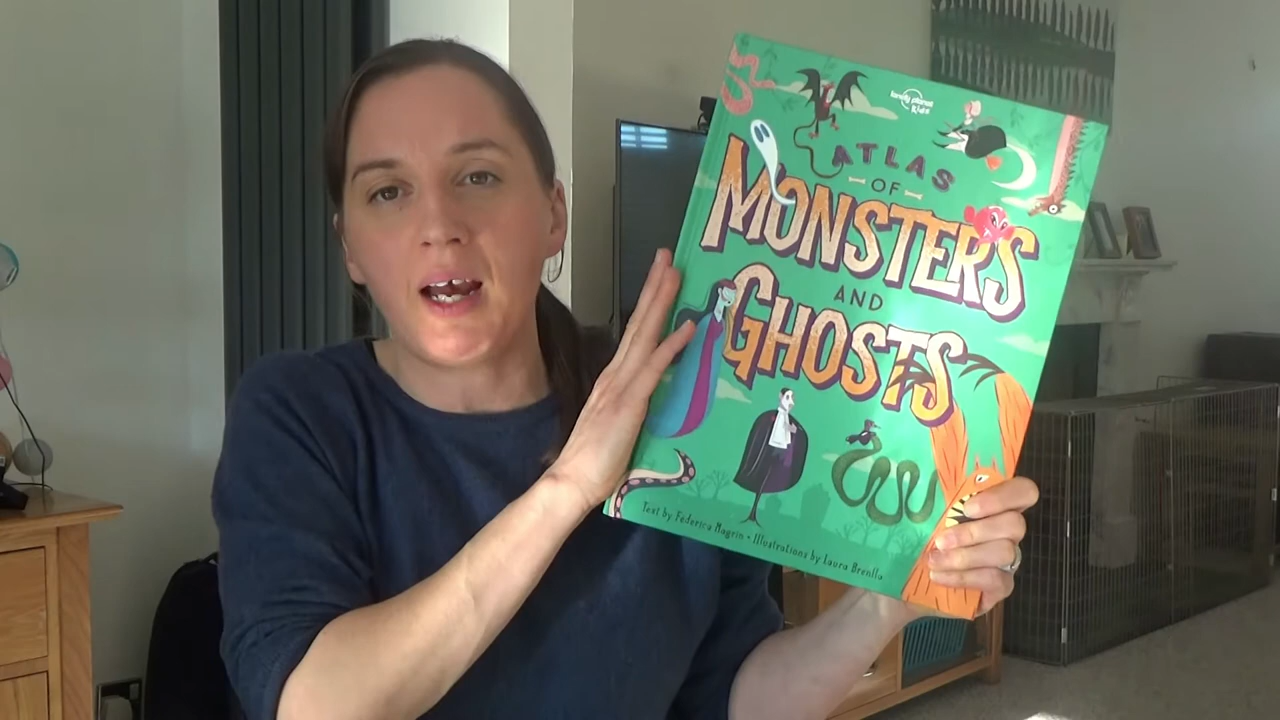 lonely planet
kids
ATLAS
OF
MONSTERS
AND
GHOSTS
Text by Federica Magrin • Illustrations by Laura Brenlla